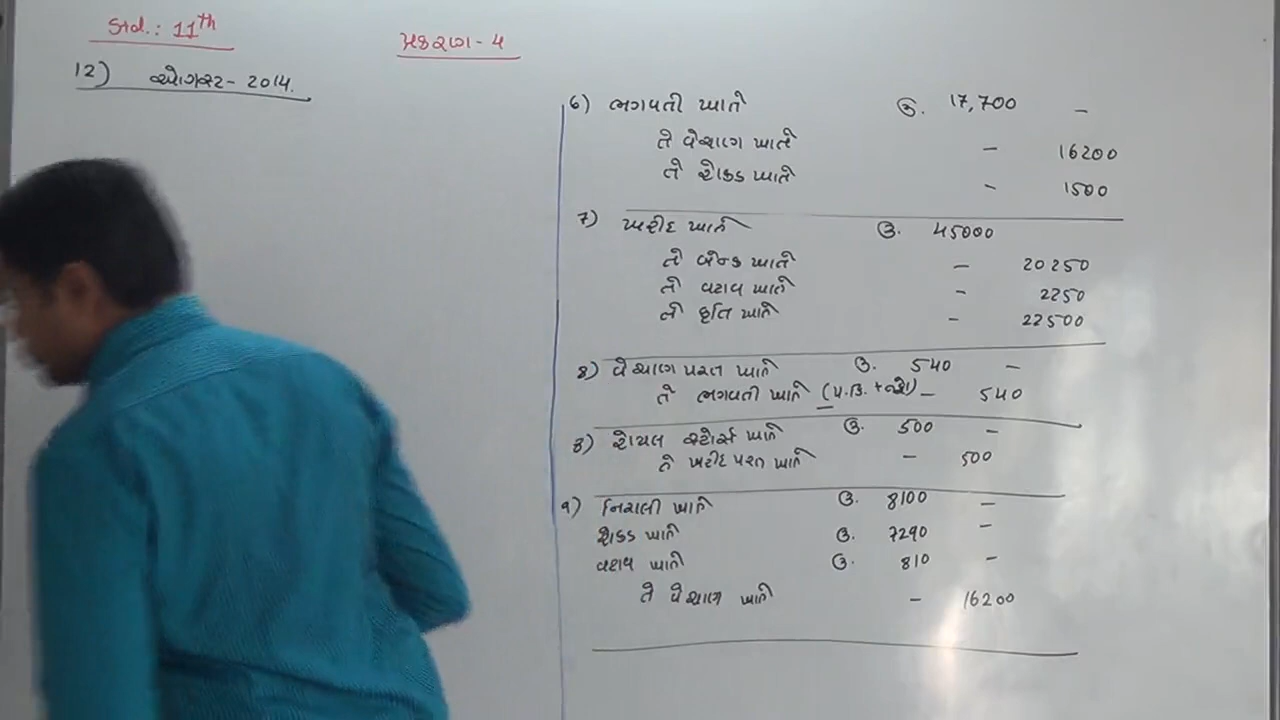 Std.: 11th
પ્રકરણ - 4
12) ઓગસ્ટ - 2014.
6) ભગવતી ખાતે ઉ. 17,700 -
તે વેચાણ ખાતે - 16200
તે રોકડ ખાતે - 1500
7) ખરીદ ખાતે ઉ. 45000
તે બેન્ક ખાતે - 20250
તે વટાવ ખાતે - 2250
તે કૃતિ ખાતે - 22500
8) વેચાણ પરત ખાતે ઉ. 540 -
તે ભગવતી ખાતે - 540
8) રોયલ સ્ટોર્સ ખાતે ઉ. 500 -
તે ખરીદ પરત ખાતે - 500
9) નિરાલી ખાતે ઉ. 8100 -
રોકડ ખાતે ઉ. 7290 -
વટાવ ખાતે ઉ. 810 -
તે વેચાણ ખાતે - 16200